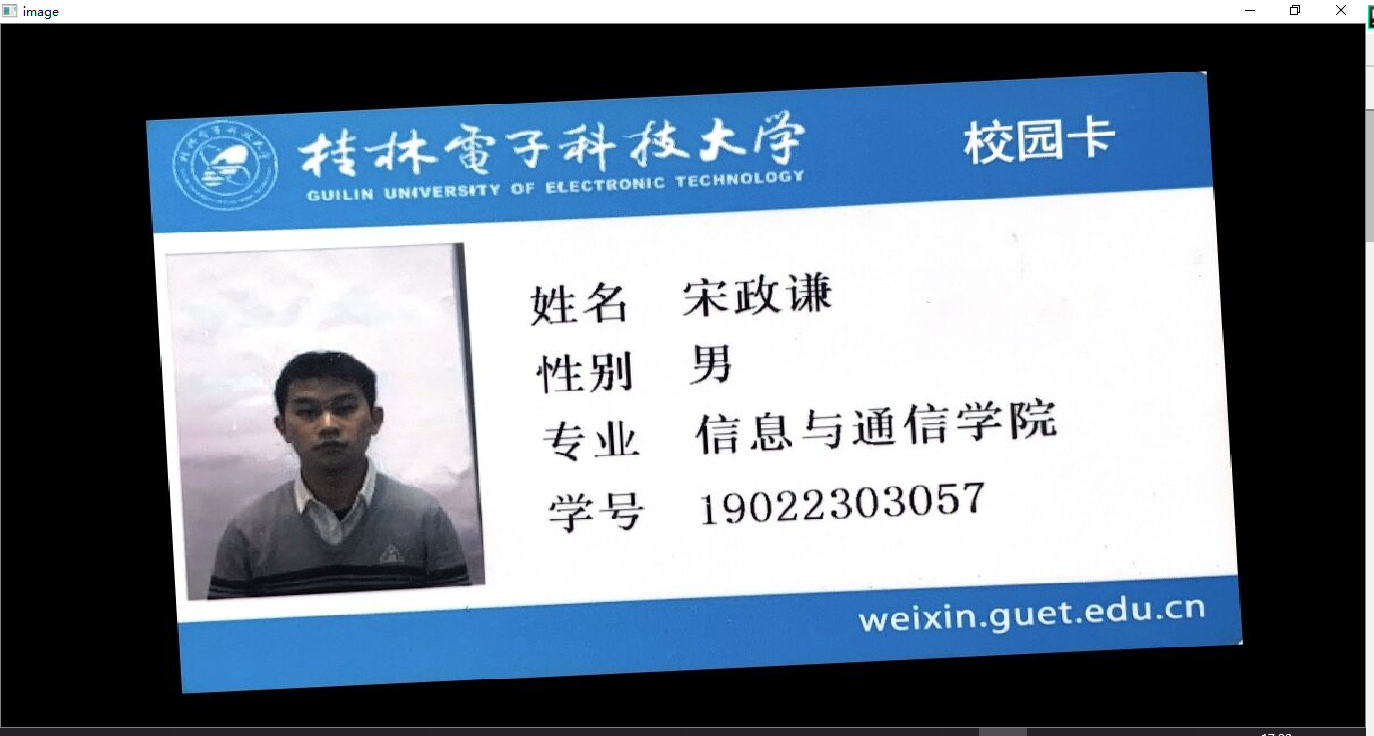 image
桂林電子科技大学
GUILIN UNIVERSITY OF ELECTRONIC TECHNOLOGY
校园卡
姓名 宋政谦
性别 男
专业 信息与通信学院
学号 19022303057
weixin.guet.edu.cn